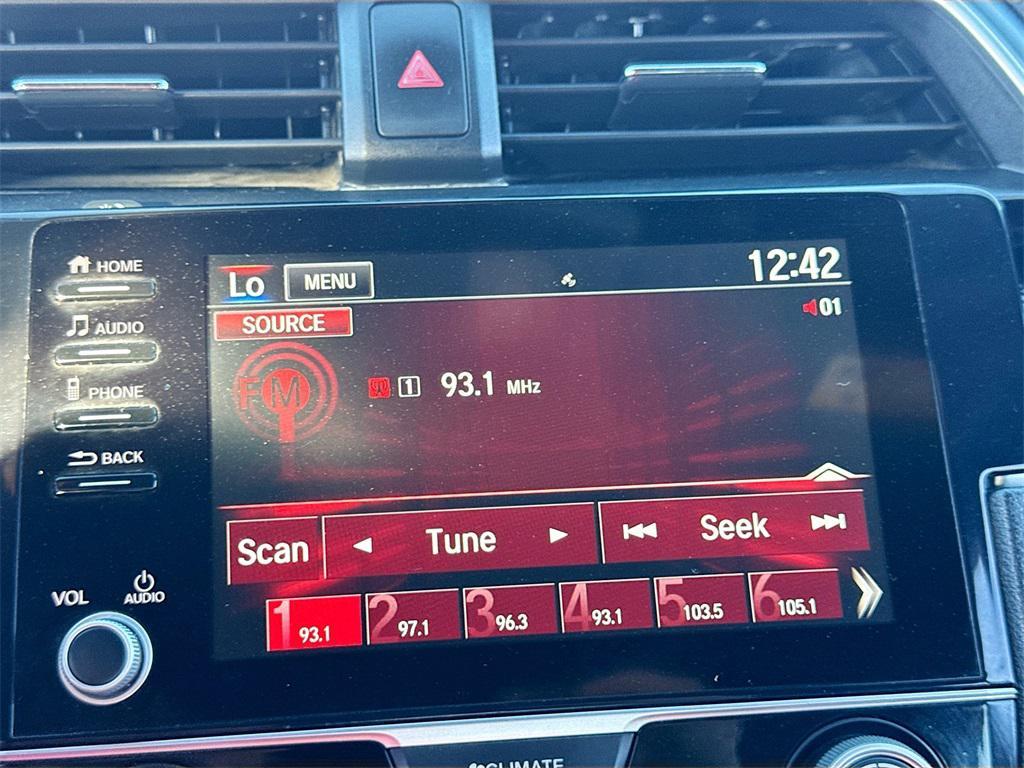 HOME
AUDIO
PHONE
BACK
VOL
AUDIO
Lo MENU 12:42
SOURCE 01
FM 1 93.1 MHz
Scan Tune Seek
1 93.1 2 97.1 3 96.3 4 93.1 5 103.5 6 105.1
CLIMATE